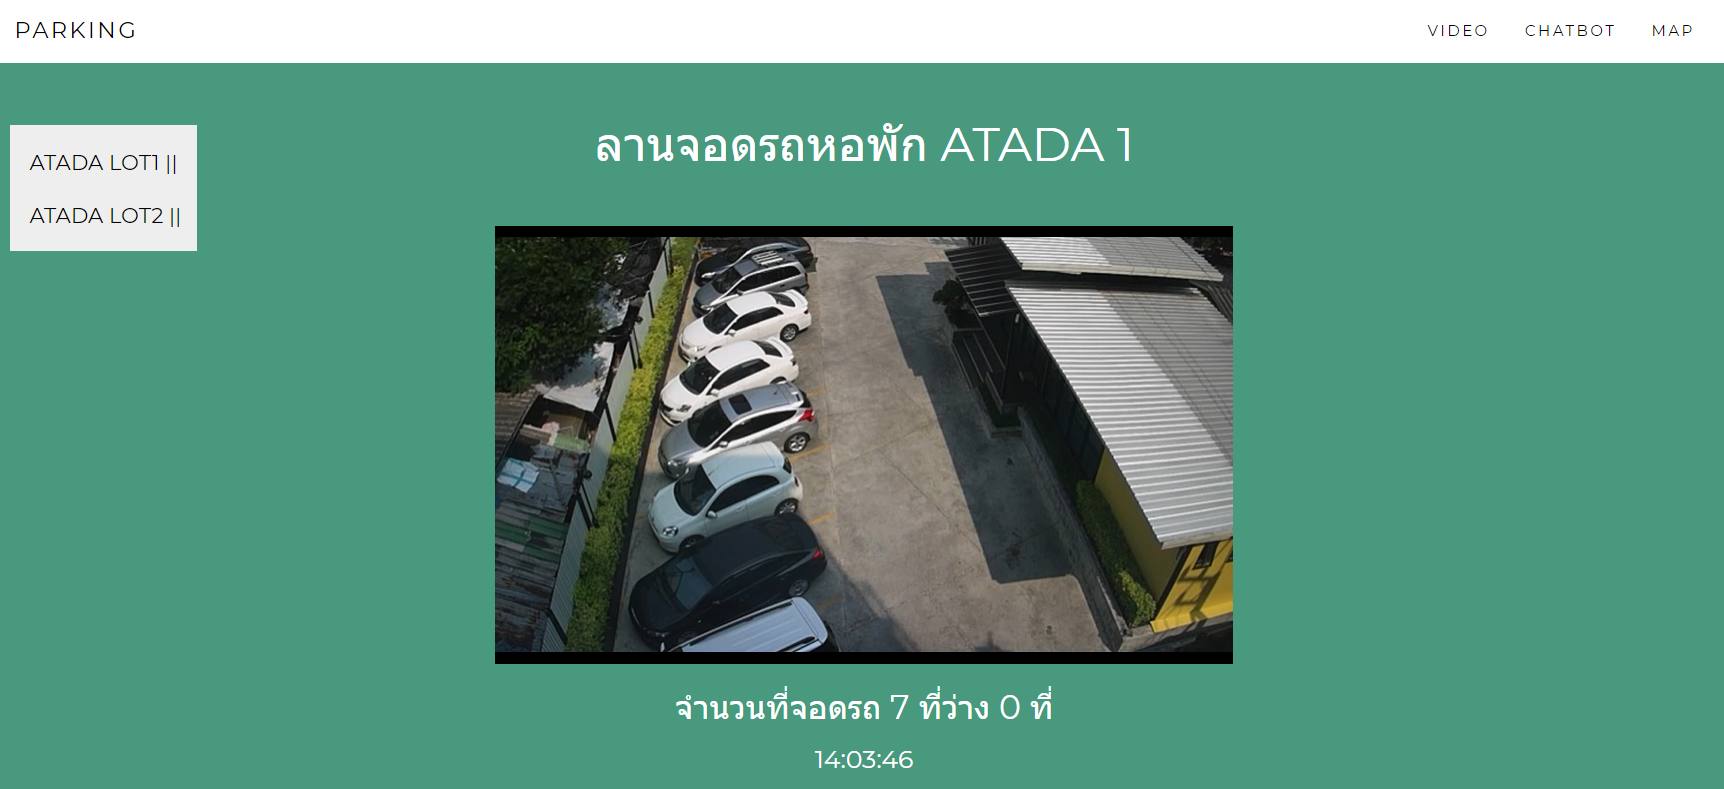 PARKING
VIDEO CHATBOT MAP
ลานจอดรถหอพัก ATADA 1
ATADA LOT1 ||
ATADA LOT2 ||
จำนวนที่จอดรถ 7 ที่ว่าง 0 ที่
14:03:46